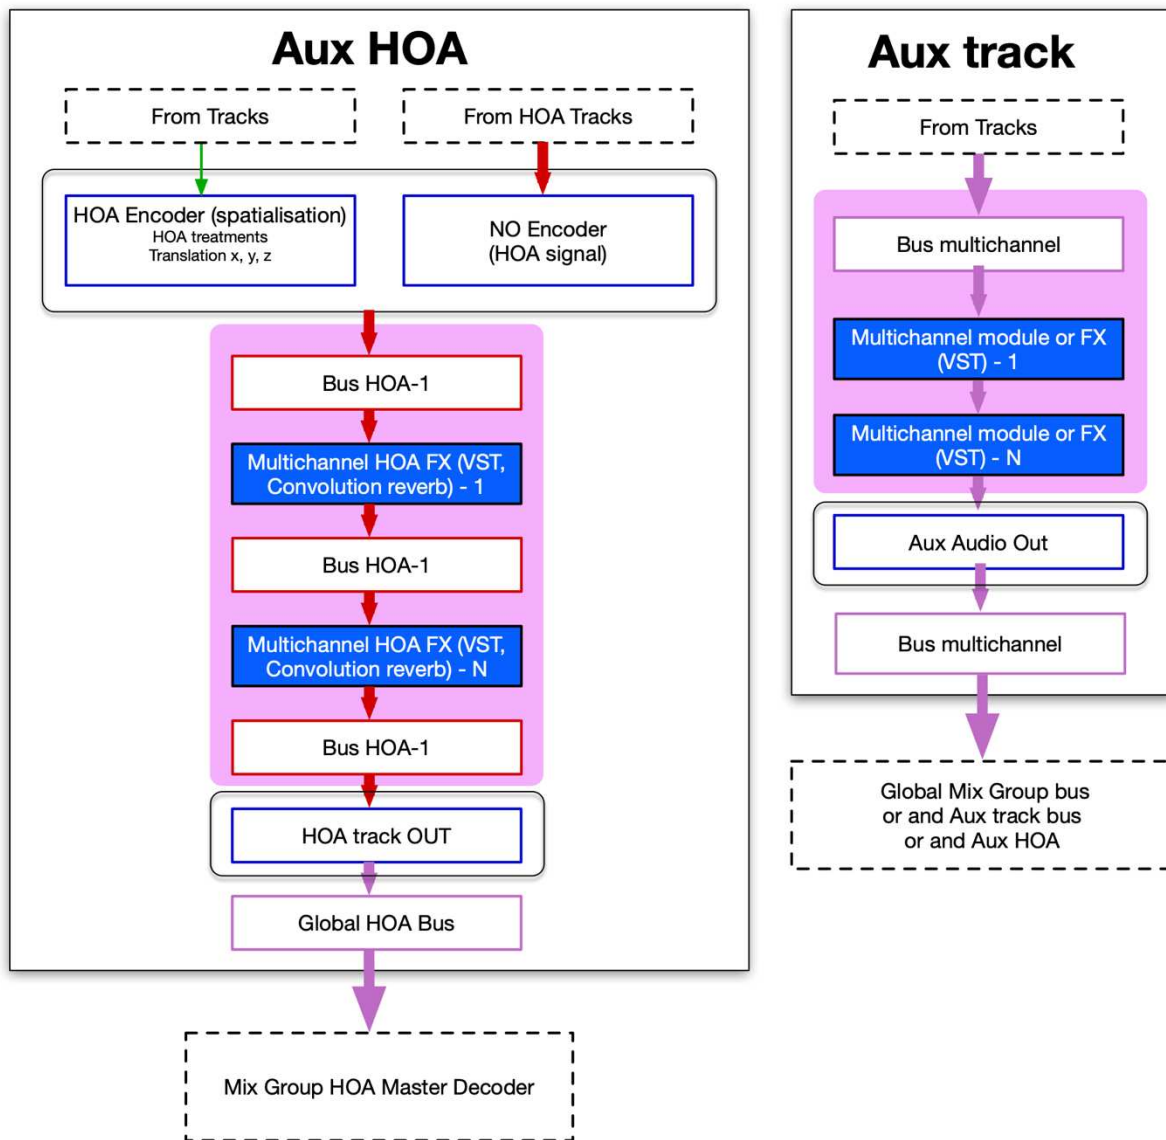 Aux HOA
From Tracks
From HOA Tracks
HOA Encoder (spatialisation)
HOA treatments
Translation x, y, z
NO Encoder
(HOA signal)
Bus HOA-1
Multichannel HOA FX (VST,
Convolution reverb) - 1
Bus HOA-1
Multichannel HOA FX (VST,
Convolution reverb) - N
Bus HOA-1
HOA track OUT
Global HOA Bus
Mix Group HOA Master Decoder
Aux track
From Tracks
Bus multichannel
Multichannel module or FX
(VST) - 1
Multichannel module or FX
(VST) - N
Aux Audio Out
Bus multichannel
Global Mix Group bus
or and Aux track bus
or and Aux HOA